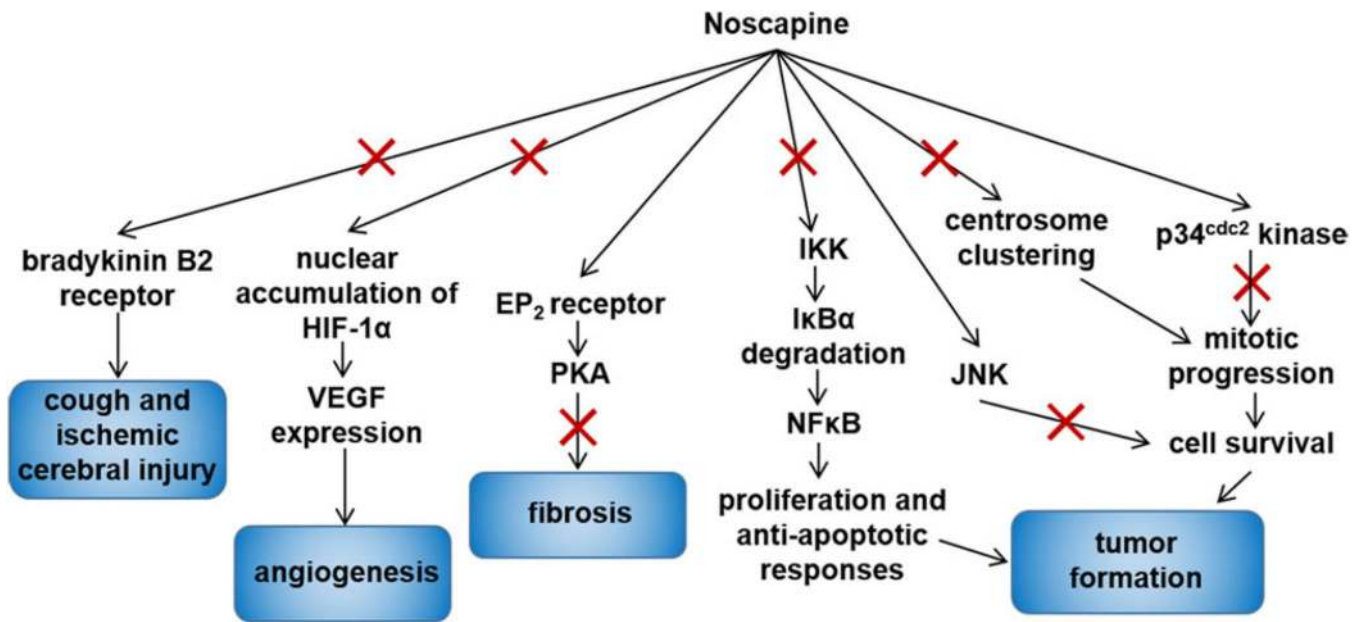 Noscapine
bradykinin B2
receptor
cough and
ischemic
cerebral injury
nuclear
accumulation of
HIF-1α
VEGF
expression
angiogenesis
EP₂ receptor
PKA
fibrosis
IKK
IκBα
degradation
NFκB
proliferation and
anti-apoptotic
responses
JNK
centrosome
clustering
p34ᶜᵈᶜ² kinase
mitotic
progression
cell survival
tumor
formation